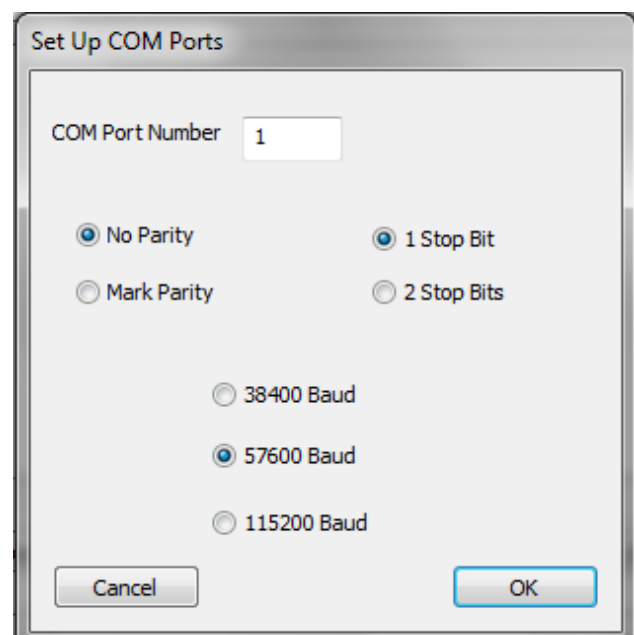 Set Up COM Ports
COM Port Number 1
No Parity 1 Stop Bit
Mark Parity 2 Stop Bits
38400 Baud
57600 Baud
115200 Baud
Cancel OK